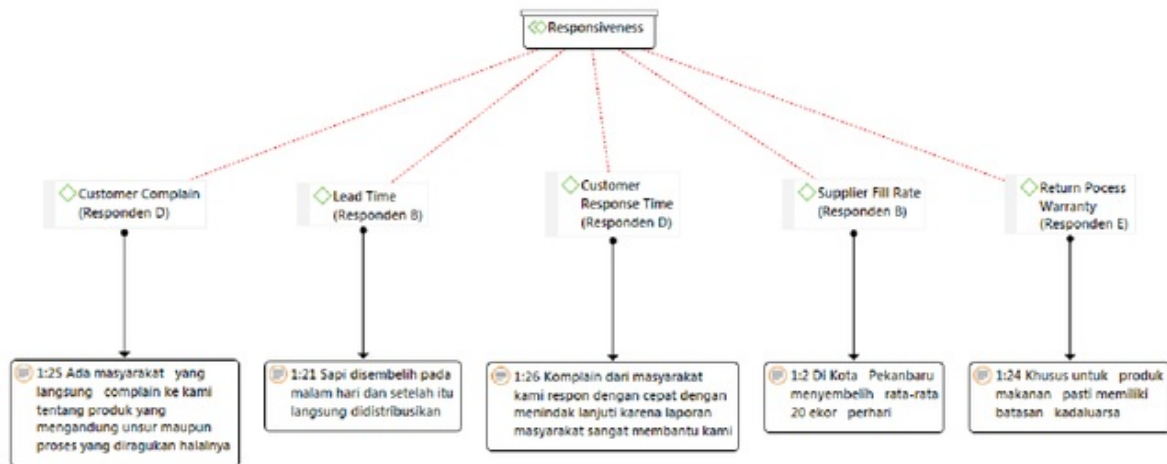 Responsiveness
Customer Complain
(Responden D)
Lead Time
(Responden B)
Customer
Response Time
(Responden D)
Supplier Fill Rate
(Responden B)
Return Pocess
Warranty
(Responden E)
1:25 Ada masyarakat yang
langsung complain ke kami
tentang produk yang
mengandung unsur maupun
proses yang diragukan halalnya
1:21 Sapi disembelih pada
malam hari dan setelah itu
langsung didistribusikan
1:26 Komplain dari masyarakat
kami respon dengan cepat dengan
menindak lanjuti karena laporan
masyarakat sangat membantu kami
1:2 Di Kota Pekanbaru
menyembelih rata-rata
20 ekor perhari
1:24 Khusus untuk produk
makanan pasti memiliki
batasan kadaluarsa